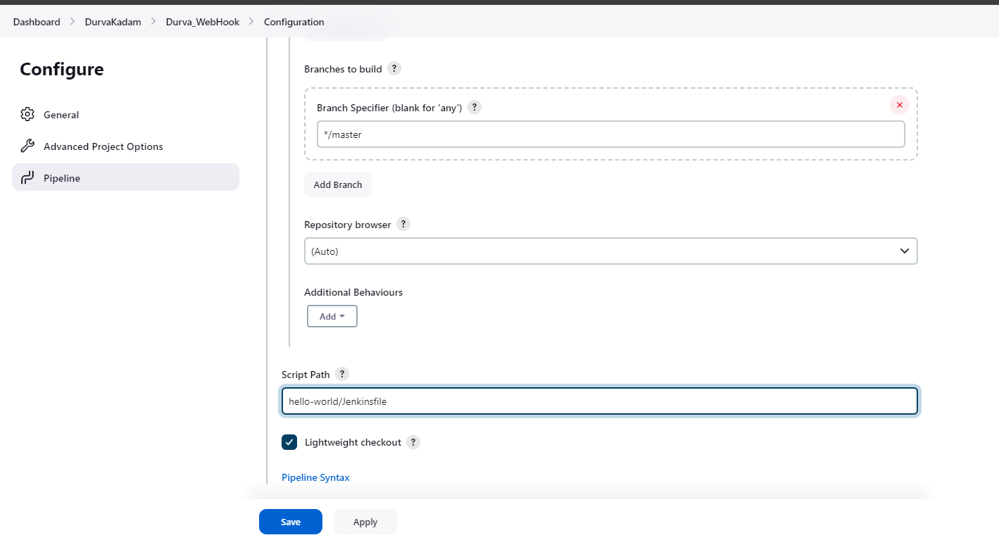 Dashboard > DurvaKadam > Durva_WebHook > Configuration
Configure
General
Advanced Project Options
Pipeline
Branches to build ?
Branch Specifier (blank for 'any') ?
*/master
Add Branch
Repository browser ?
(Auto)
Additional Behaviours
Add
Script Path ?
hello-world/Jenkinsfile
Lightweight checkout ?
Pipeline Syntax
Save Apply